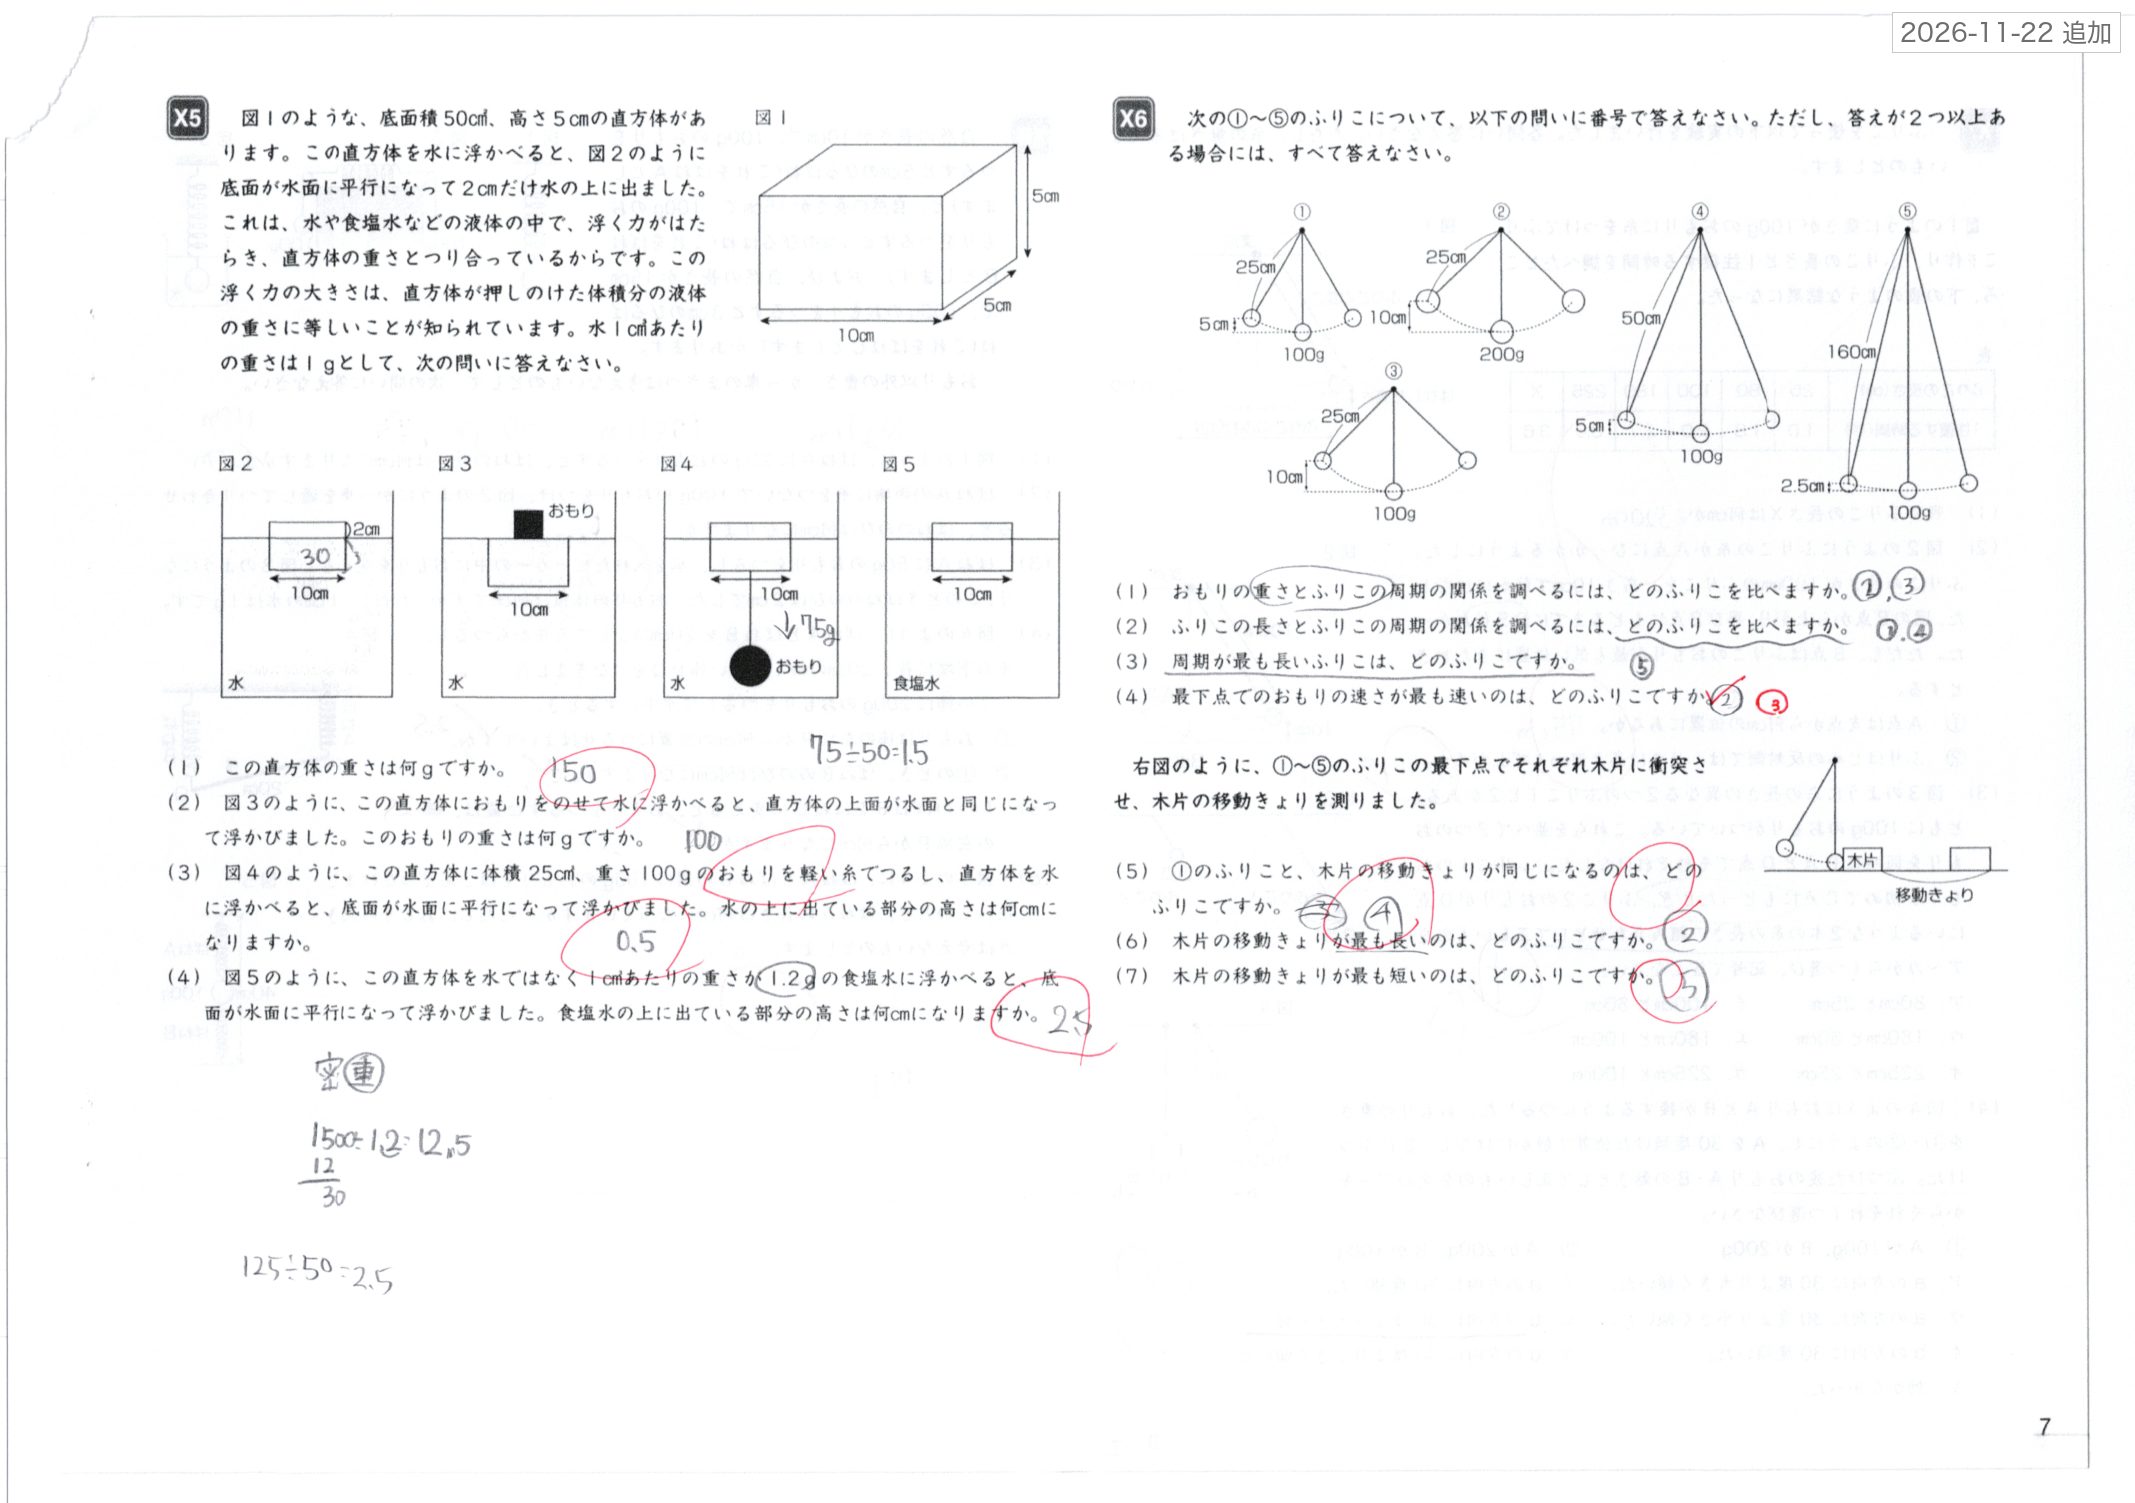 2026-11-22 追加
X5
図1のような、底面積50㎠、高さ5cmの直方体があ
ります。この直方体を水に浮かべると、図2のように
底面が水面に平行になって2cmだけ水の上に出ました。
これは、水や食塩水などの液体の中で、浮く力がはた
らき、直方体の重さとつり合っているからです。この
浮く力の大きさは、直方体が押しのけた体積分の液体
の重さに等しいことが知られています。水1㎤あたり
の重さは1gとして、次の問いに答えなさい。
図1
5cm
5cm
10cm
図2
2cm
30
3
10cm
水
図3
おもり
10cm
水
図4
10cm
↓75g
おもり
水
図5
10cm
食塩水
75÷50=1.5
(1) この直方体の重さは何gですか。 150
(2) 図3のように、この直方体におもりをのせて水に浮かべると、直方体の上面が水面と同じになっ
て浮かびました。このおもりの重さは何gですか。 100
(3) 図4のように、この直方体に体積25㎤、重さ100gのおもりを軽い糸でつるし、直方体を水
に浮かべると、底面が水面に平行になって浮かびました。水の上に出ている部分の高さは何cmに
なりますか。 0.5
(4) 図5のように、この直方体を水ではなく1㎤あたりの重さが1.2gの食塩水に浮かべると、底
面が水面に平行になって浮かびました。食塩水の上に出ている部分の高さは何cmになりますか。 2.5
密重
1500÷1.2=12.5
12
30
125÷50=2.5
X6
次の①〜⑤のふりこについて、以下の問いに番号で答えなさい。ただし、答えが2つ以上あ
る場合には、すべて答えなさい。
①
25cm
5cm
100g
②
25cm
10cm
200g
③
25cm
10cm
100g
④
50cm
5cm
100g
⑤
160cm
2.5cm
100g
(1) おもりの重さとふりこの周期の関係を調べるには、どのふりこを比べますか。②,③
(2) ふりこの長さとふりこの周期の関係を調べるには、どのふりこを比べますか。 ①.④
(3) 周期が最も長いふりこは、どのふりこですか。 ⑤
(4) 最下点でのおもりの速さが最も速いのは、どのふりこですか ② ③
右図のように、①〜⑤のふりこの最下点でそれぞれ木片に衝突さ
せ、木片の移動きょりを測りました。
木片
移動きょり
(5) ①のふりこと、木片の移動きょりが同じになるのは、どの
ふりこですか。 ③ ④
(6) 木片の移動きょりが最も長いのは、どのふりこですか。②
(7) 木片の移動きょりが最も短いのは、どのふりこですか。⑤
7